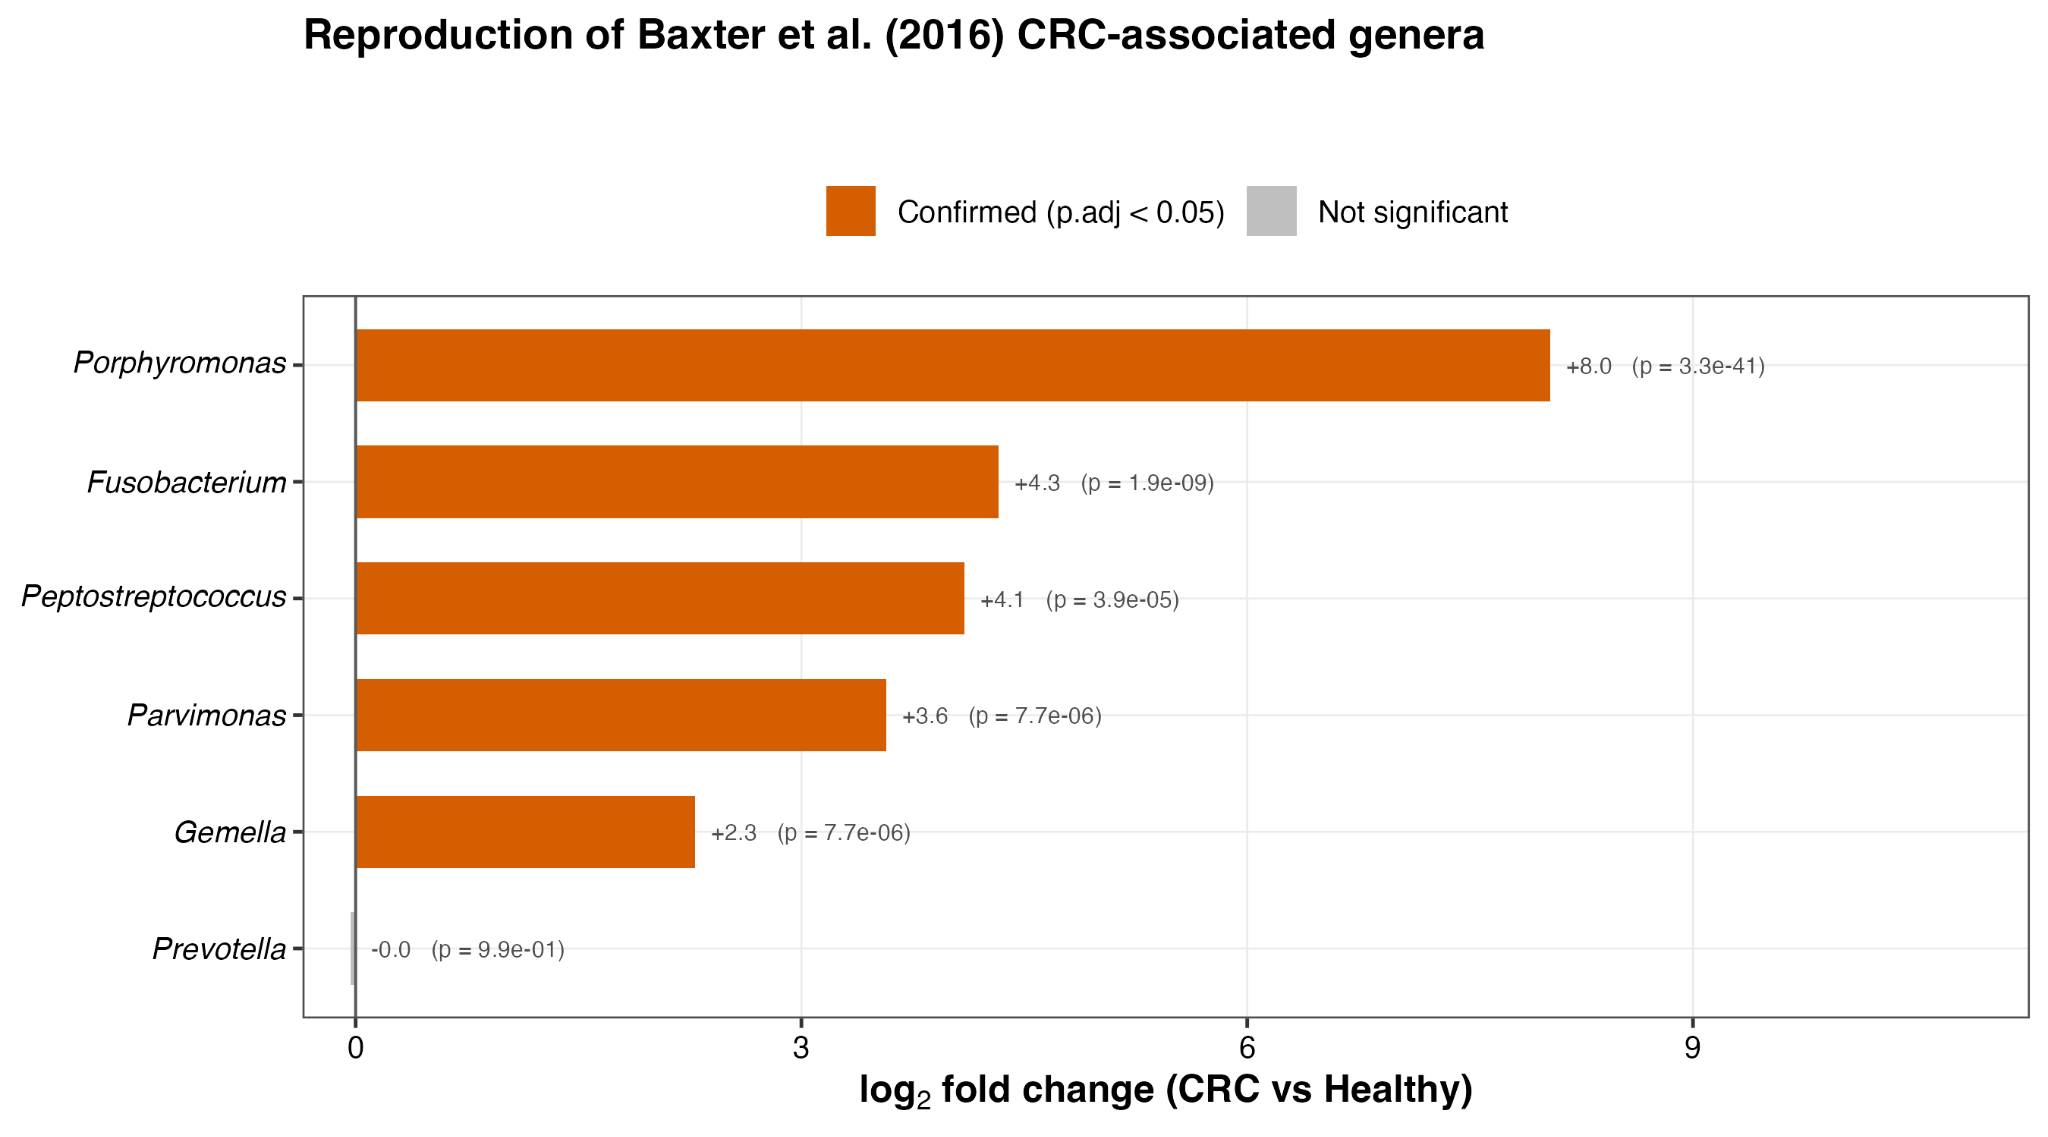 Reproduction of Baxter et al. (2016) CRC-associated genera
Confirmed (p.adj < 0.05) Not significant
Porphyromonas +8.0 (p = 3.3e-41)
Fusobacterium +4.3 (p = 1.9e-09)
Peptostreptococcus +4.1 (p = 3.9e-05)
Parvimonas +3.6 (p = 7.7e-06)
Gemella +2.3 (p = 7.7e-06)
Prevotella -0.0 (p = 9.9e-01)
0 3 6 9
log₂ fold change (CRC vs Healthy)